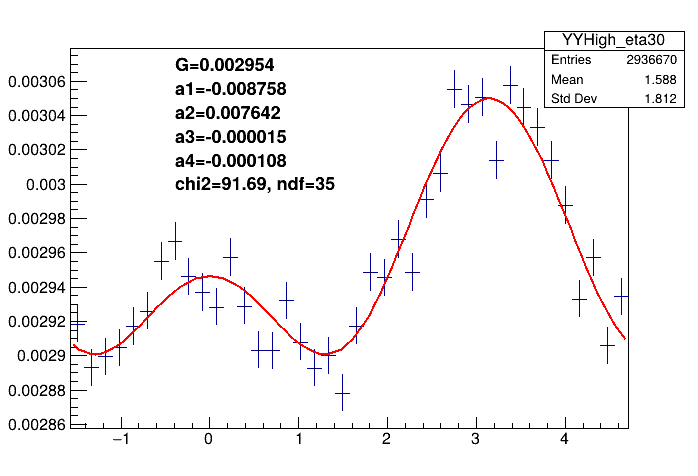 YYHigh_eta30
Entries 2936670
Mean 1.588
Std Dev 1.812
G=0.002954
a1=-0.008758
a2=0.007642
a3=-0.000015
a4=-0.000108
chi2=91.69, ndf=35
0.00306
0.00304
0.00302
0.003
0.00298
0.00296
0.00294
0.00292
0.0029
0.00288
0.00286
−1 0 1 2 3 4